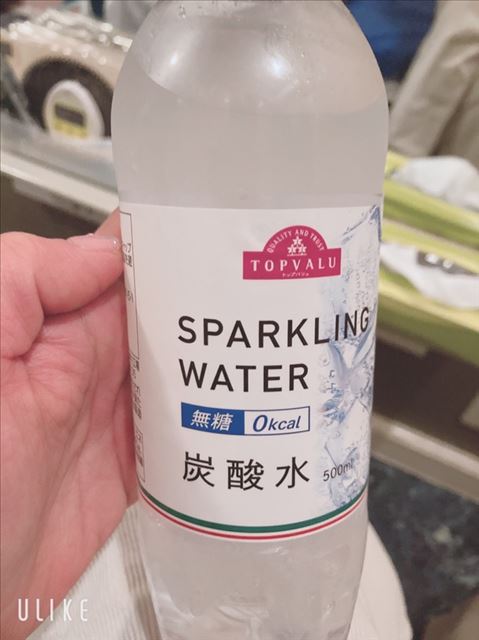 QUALITY AND TRUST
TOPVALU
トップバリュ
SPARKLING
WATER
無糖 0kcal
炭酸水
500ml
ULIKE